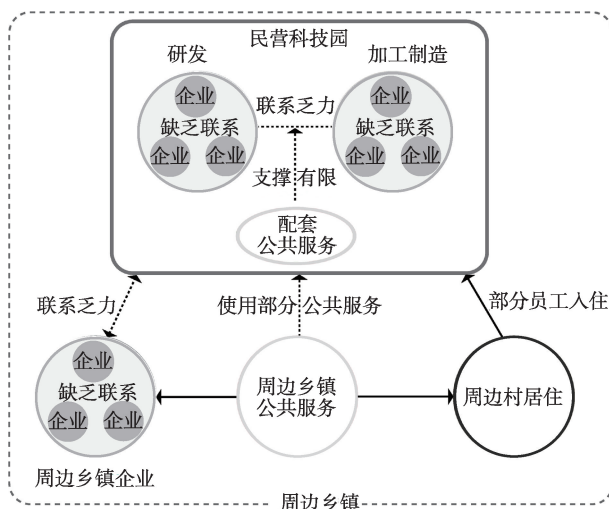 民营科技园
研发
加工制造
企业
缺乏联系
企业 企业
联系乏力
企业
缺乏联系
企业 企业
支撑有限
配套
公共服务
联系乏力
使用部分公共服务
部分员工入住
企业
缺乏联系
企业 企业
周边乡镇企业
周边乡镇
公共服务
周边村居住
周边乡镇